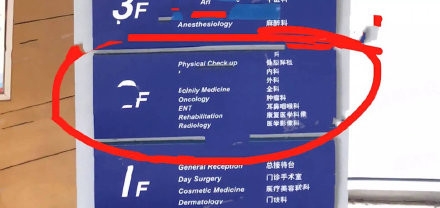 3F
An
Anesthesiology 麻醉科
Physical Check up
内科
外科
Medicine 全科
Oncology 肿瘤科
ENT 耳鼻咽喉科
Rehabilitation 康复医学科
Radiology 医学影像科
F
1F
General Reception 总接待台
Day Surgery 门诊手术室
Cosmetic Medicine 医疗美容科
Dermatology